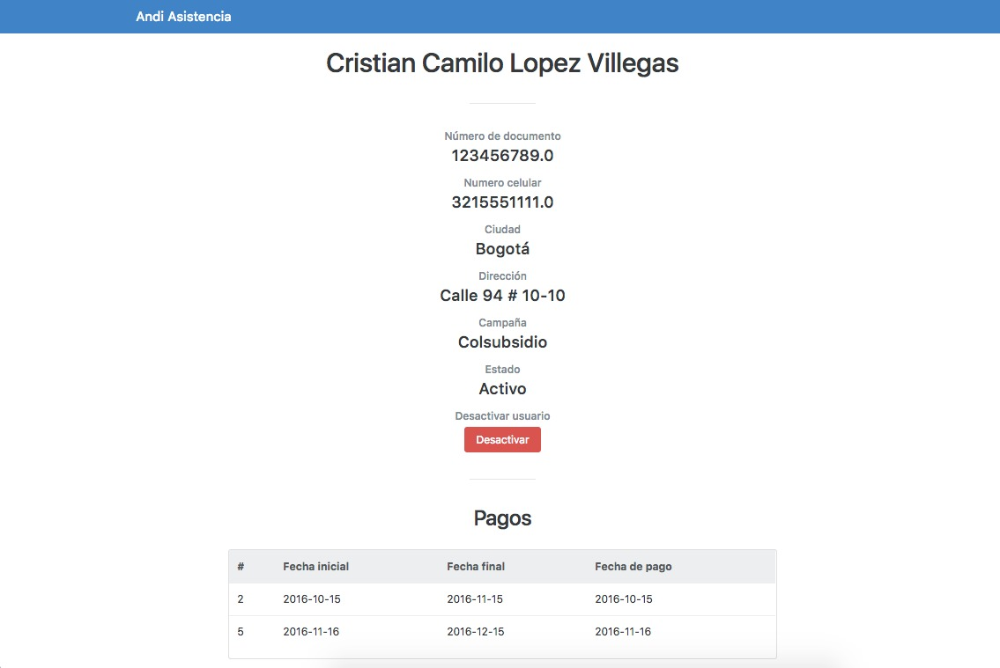 Andi Asistencia
Cristian Camilo Lopez Villegas
Número de documento
123456789.0
Numero celular
3215551111.0
Ciudad
Bogotá
Dirección
Calle 94 # 10-10
Campaña
Colsubsidio
Estado
Activo
Desactivar usuario
Desactivar
Pagos
# Fecha inicial Fecha final Fecha de pago
2 2016-10-15 2016-11-15 2016-10-15
5 2016-11-16 2016-12-15 2016-11-16